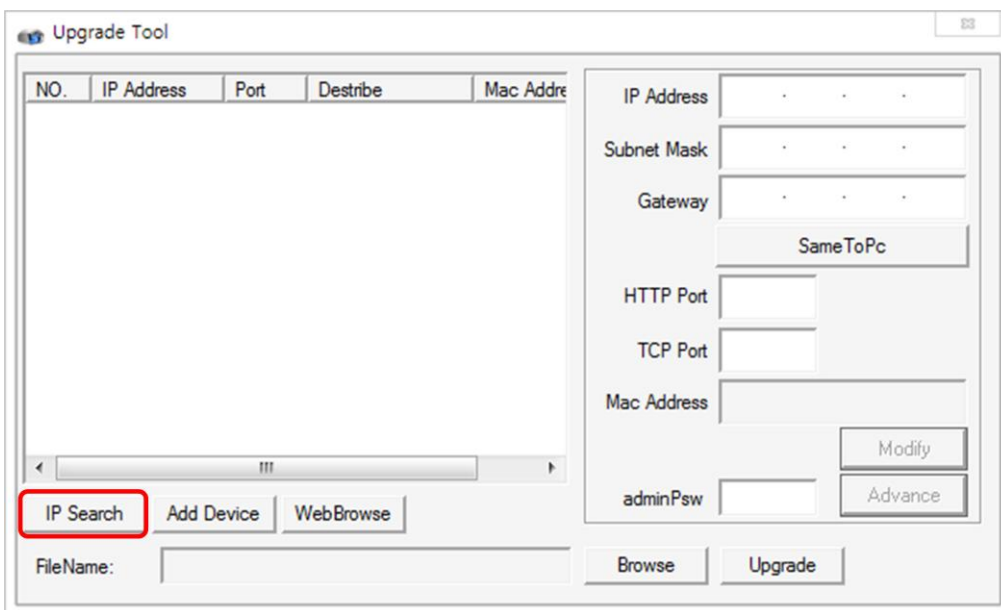 Upgrade Tool
NO. IP Address Port Destribe Mac Addre
IP Address
Subnet Mask
Gateway
SameToPc
HTTP Port
TCP Port
Mac Address
Modify
adminPsw Advance
IP Search Add Device WebBrowse
FileName: Browse Upgrade